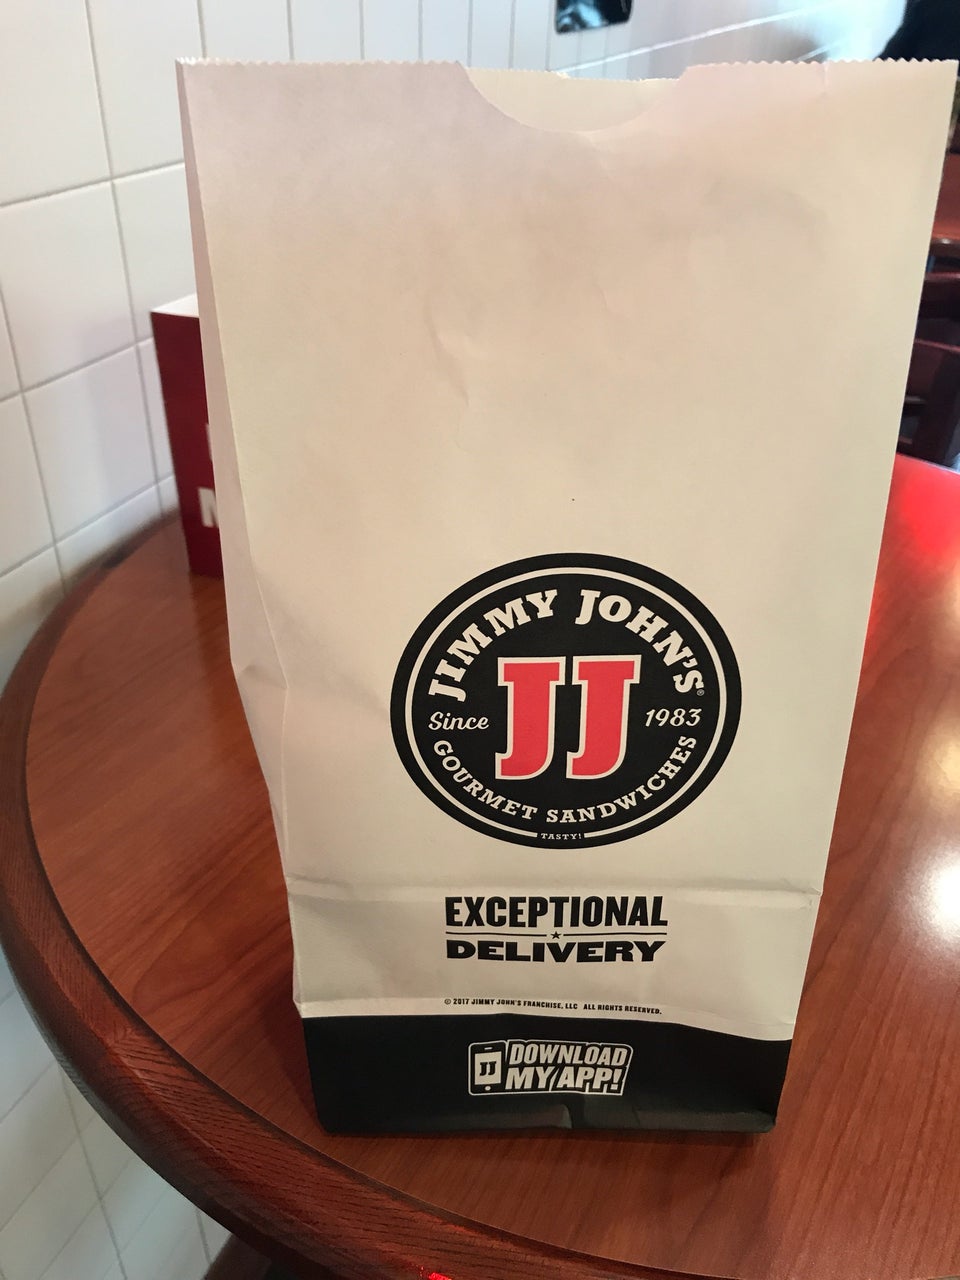 JIMMY JOHN'S®
JJ
Since 1983
GOURMET SANDWICHES
TASTY!
EXCEPTIONAL
DELIVERY
© 2017 JIMMY JOHN'S FRANCHISE, LLC ALL RIGHTS RESERVED.
JJ
DOWNLOAD
MY APP!